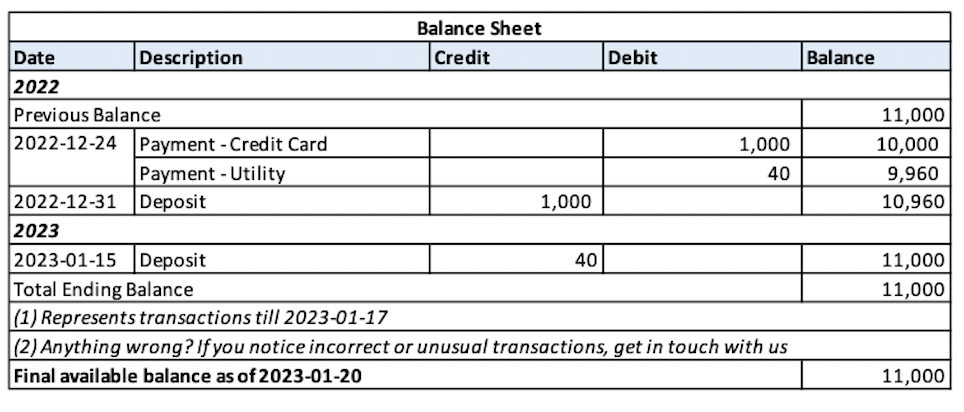 Balance Sheet
Date Description Credit Debit Balance
2022
Previous Balance 11,000
2022-12-24 Payment - Credit Card 1,000 10,000
Payment - Utility 40 9,960
2022-12-31 Deposit 1,000 10,960
2023
2023-01-15 Deposit 40 11,000
Total Ending Balance 11,000
(1) Represents transactions till 2023-01-17
(2) Anything wrong? If you notice incorrect or unusual transactions, get in touch with us
Final available balance as of 2023-01-20 11,000